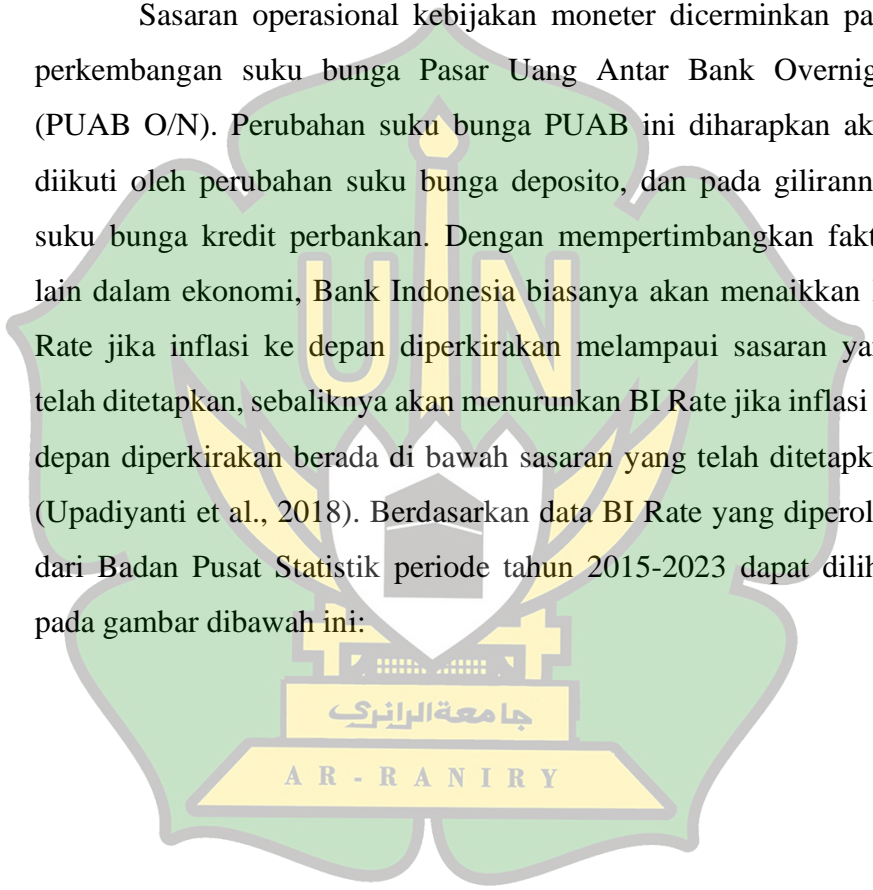 Sasaran operasional kebijakan moneter dicerminkan pa
perkembangan suku bunga Pasar Uang Antar Bank Overnig
(PUAB O/N). Perubahan suku bunga PUAB ini diharapkan ak
diikuti oleh perubahan suku bunga deposito, dan pada gilirann
suku bunga kredit perbankan. Dengan mempertimbangkan fakt
lain dalam ekonomi, Bank Indonesia biasanya akan menaikkan
Rate jika inflasi ke depan diperkirakan melampaui sasaran ya
telah ditetapkan, sebaliknya akan menurunkan BI Rate jika inflasi
depan diperkirakan berada di bawah sasaran yang telah ditetapk
(Upadiyanti et al., 2018). Berdasarkan data BI Rate yang diperol
dari Badan Pusat Statistik periode tahun 2015-2023 dapat dilih
pada gambar dibawah ini:
UIN
جامعة الرانري
AR-RANIRY